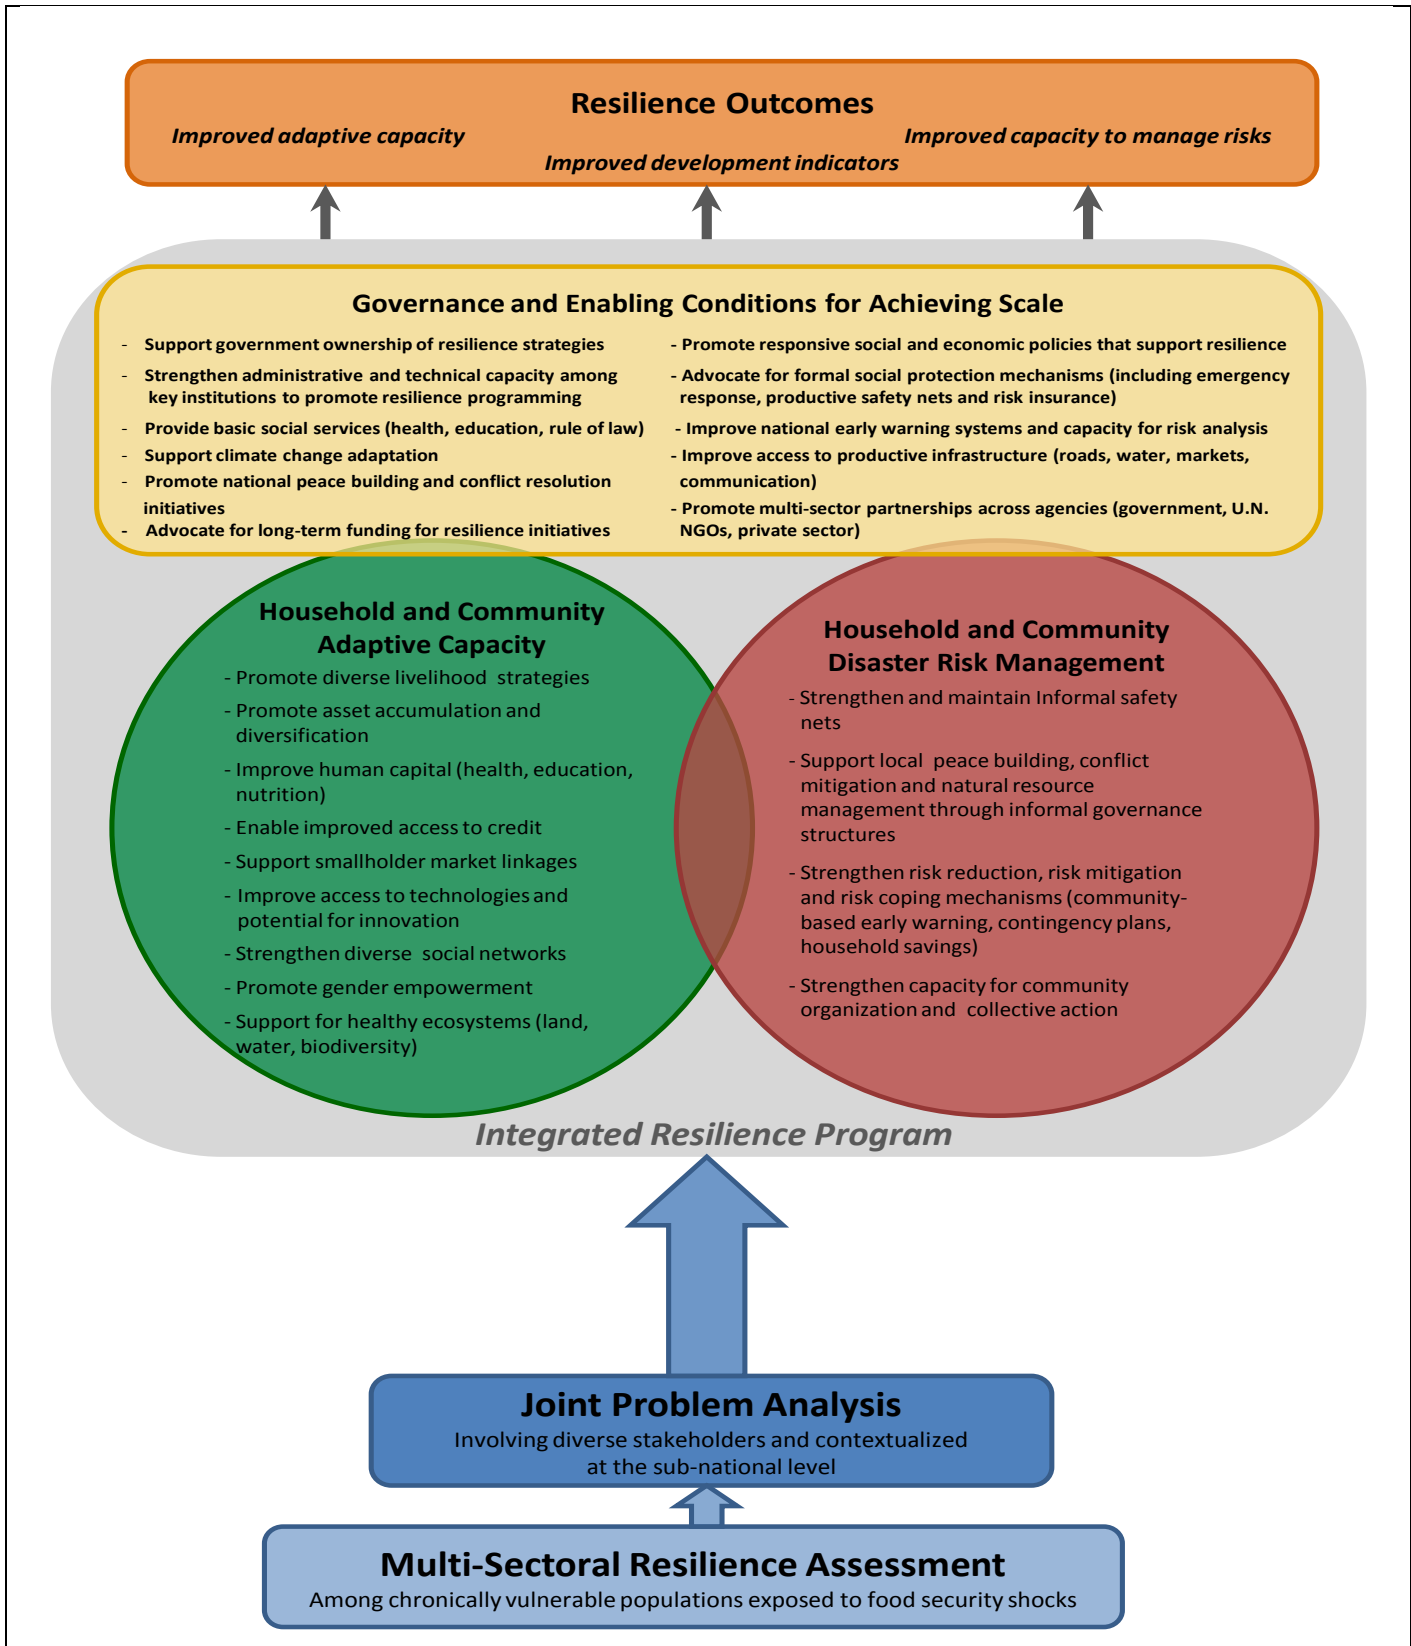 Resilience Outcomes
Improved adaptive capacity
Improved capacity to manage risks
Improved development indicators
Governance and Enabling Conditions for Achieving Scale
- Support government ownership of resilience strategies
- Strengthen administrative and technical capacity among
key institutions to promote resilience programming
- Provide basic social services (health, education, rule of law)
- Support climate change adaptation
- Promote national peace building and conflict resolution
initiatives
- Advocate for long-term funding for resilience initiatives
- Promote responsive social and economic policies that support resilience
- Advocate for formal social protection mechanisms (including emergency
response, productive safety nets and risk insurance)
- Improve national early warning systems and capacity for risk analysis
- Improve access to productive infrastructure (roads, water, markets,
communication)
- Promote multi-sector partnerships across agencies (government, U.N.
NGOs, private sector)
Household and Community
Adaptive Capacity
- Promote diverse livelihood strategies
- Promote asset accumulation and
diversification
- Improve human capital (health, education,
nutrition)
- Enable improved access to credit
- Support smallholder market linkages
- Improve access to technologies and
potential for innovation
- Strengthen diverse social networks
- Promote gender empowerment
- Support for healthy ecosystems (land,
water, biodiversity)
Household and Community
Disaster Risk Management
- Strengthen and maintain Informal safety
nets
- Support local peace building, conflict
mitigation and natural resource
management through informal governance
structures
- Strengthen risk reduction, risk mitigation
and risk coping mechanisms (community-
based early warning, contingency plans,
household savings)
- Strengthen capacity for community
organization and collective action
Integrated Resilience Program
Joint Problem Analysis
Involving diverse stakeholders and contextualized
at the sub-national level
Multi-Sectoral Resilience Assessment
Among chronically vulnerable populations exposed to food security shocks